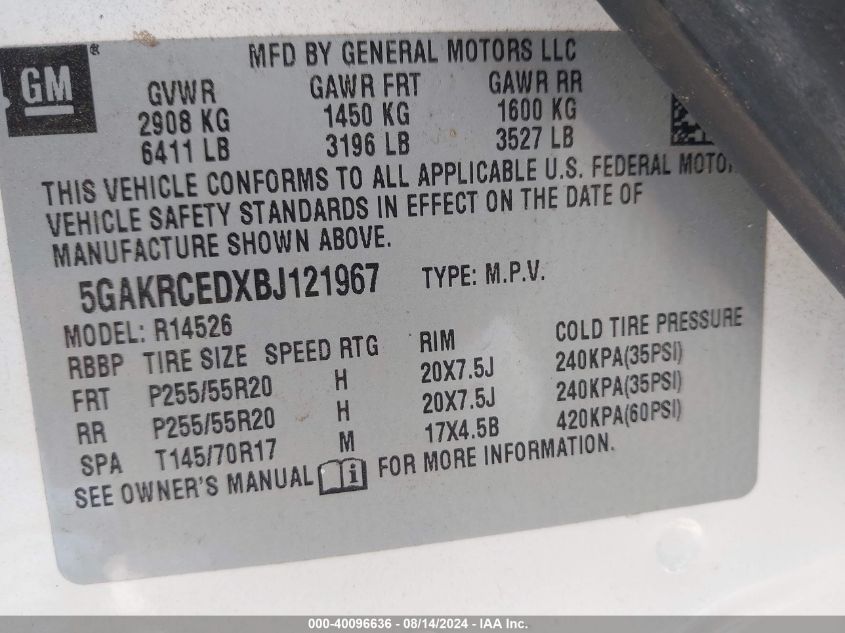 GM ®
MFD BY GENERAL MOTORS LLC
GVWR GAWR FRT GAWR RR
2908 KG 1450 KG 1600 KG
6411 LB 3196 LB 3527 LB
THIS VEHICLE CONFORMS TO ALL APPLICABLE U.S. FEDERAL MOTO
VEHICLE SAFETY STANDARDS IN EFFECT ON THE DATE OF
MANUFACTURE SHOWN ABOVE.
5GAKRCEDXBJ121967 TYPE: M.P.V.
MODEL: R14526
RBBP TIRE SIZE SPEED RTG RIM COLD TIRE PRESSURE
FRT P255/55R20 H 20X7.5J 240KPA(35PSI)
RR P255/55R20 H 20X7.5J 240KPA(35PSI)
SPA T145/70R17 M 17X4.5B 420KPA(60PSI)
SEE OWNER'S MANUAL i FOR MORE INFORMATION.
000-40096636 - 08/14/2024 - IAA Inc.